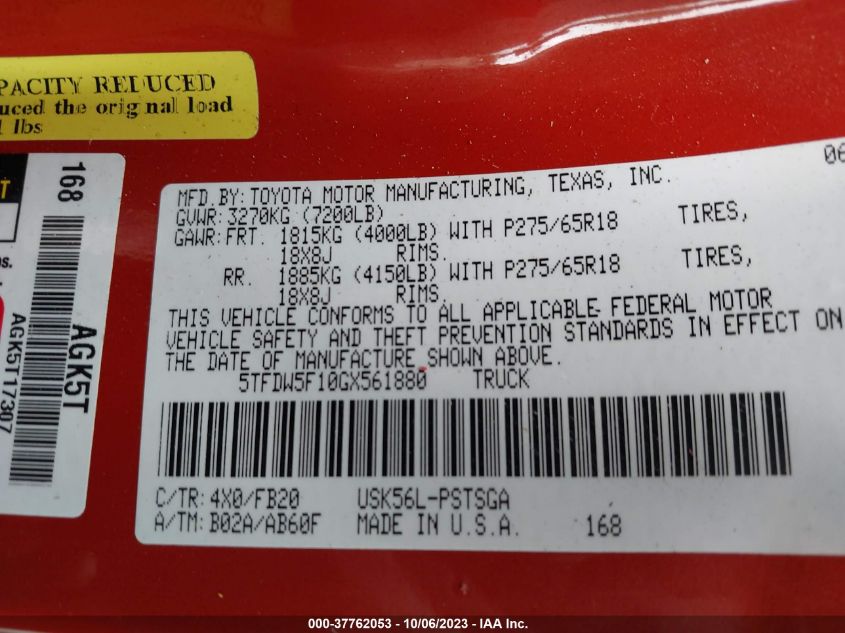 PACITY REDUCED
uced the original load
lbs
168
AGK5T
AGK5T17307
06
MFD.BY:TOYOTA MOTOR MANUFACTURING, TEXAS, INC.
GVWR:3270KG (7200LB)
GAWR:FRT. 1815KG (4000LB) WITH P275/65R18 TIRES,
18X8J RIMS.
RR. 1885KG (4150LB) WITH P275/65R18 TIRES,
18X8J RIMS.
THIS VEHICLE CONFORMS TO ALL APPLICABLE FEDERAL MOTOR
VEHICLE SAFETY AND THEFT PREVENTION STANDARDS IN EFFECT ON
THE DATE OF MANUFACTURE SHOWN ABOVE.
5TFDW5F10GX561880 TRUCK
C/TR: 4X0/FB20 USK56L-PSTSGA
A/TM: B02A/AB60F MADE IN U.S.A. 168
000-37762053 - 10/06/2023 - IAA Inc.